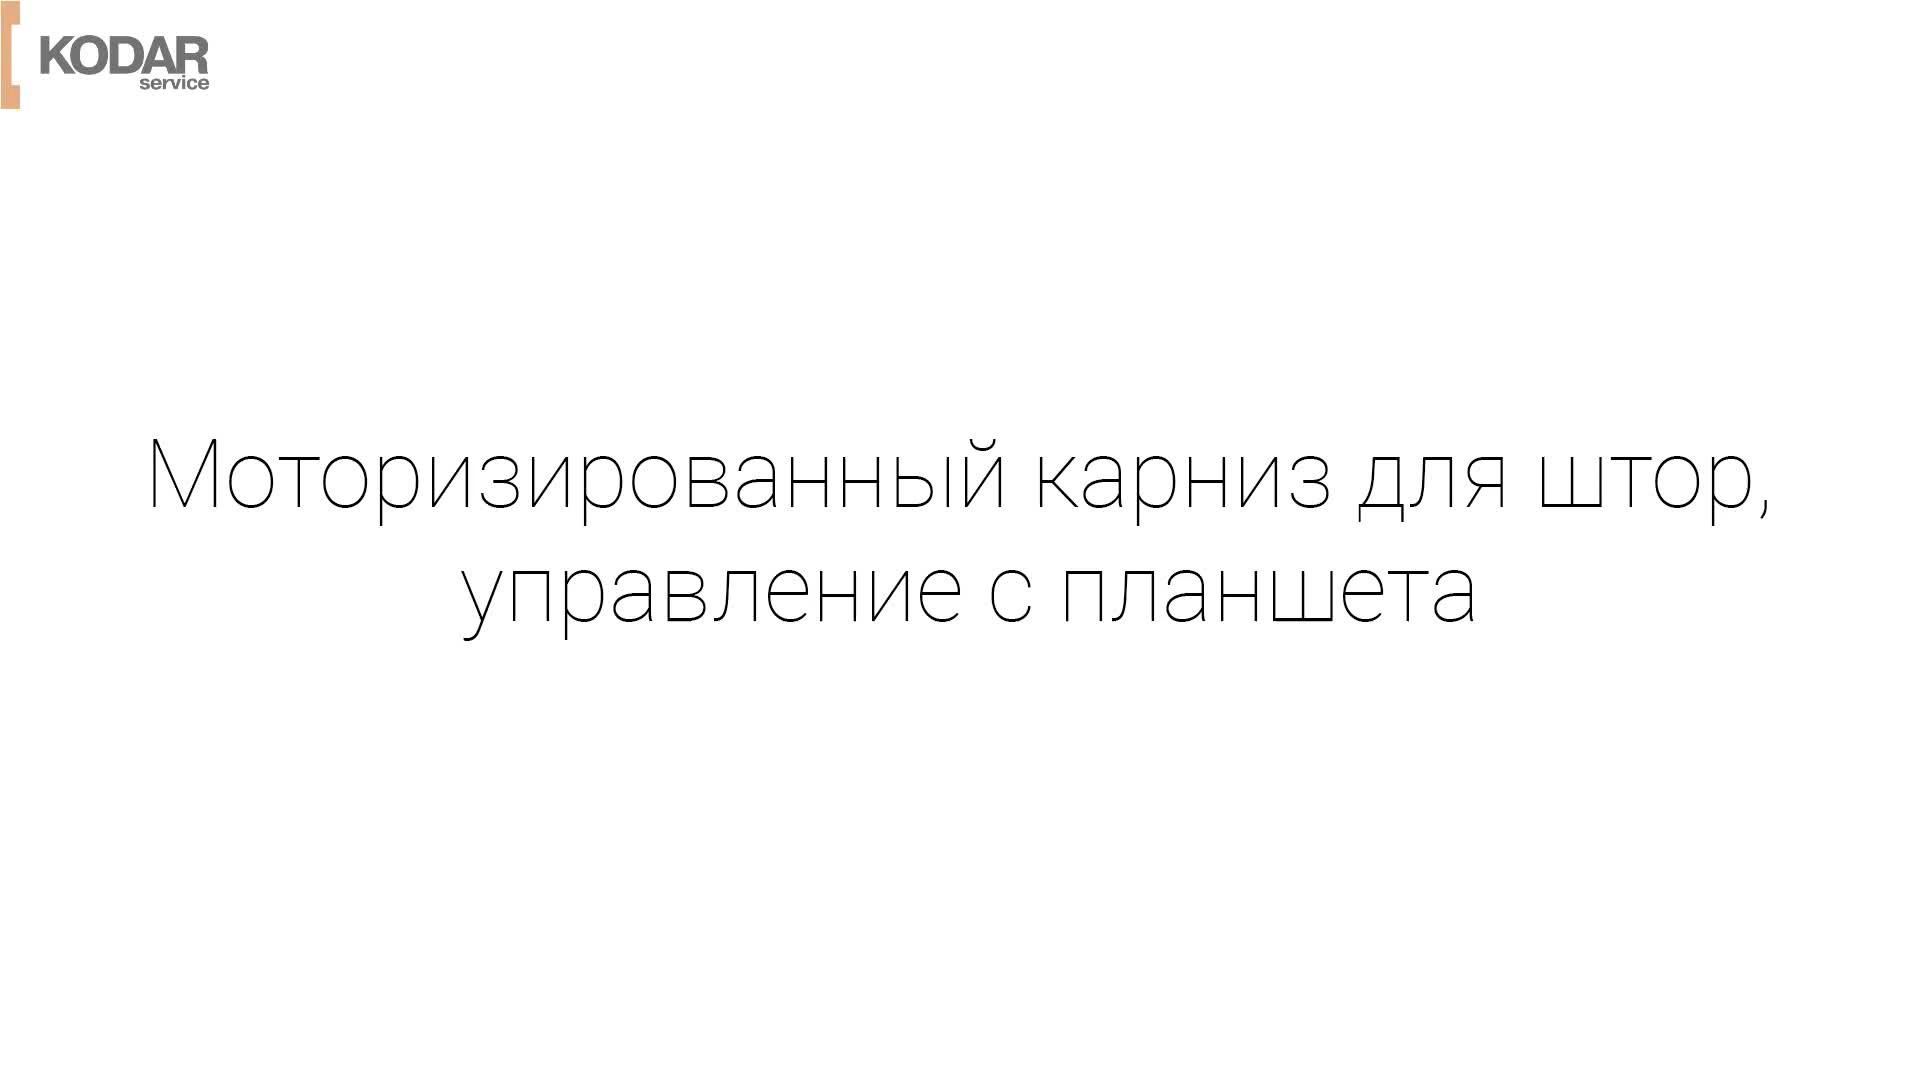 KODAR
service
Моторизированный карниз для штор,
управление с планшета